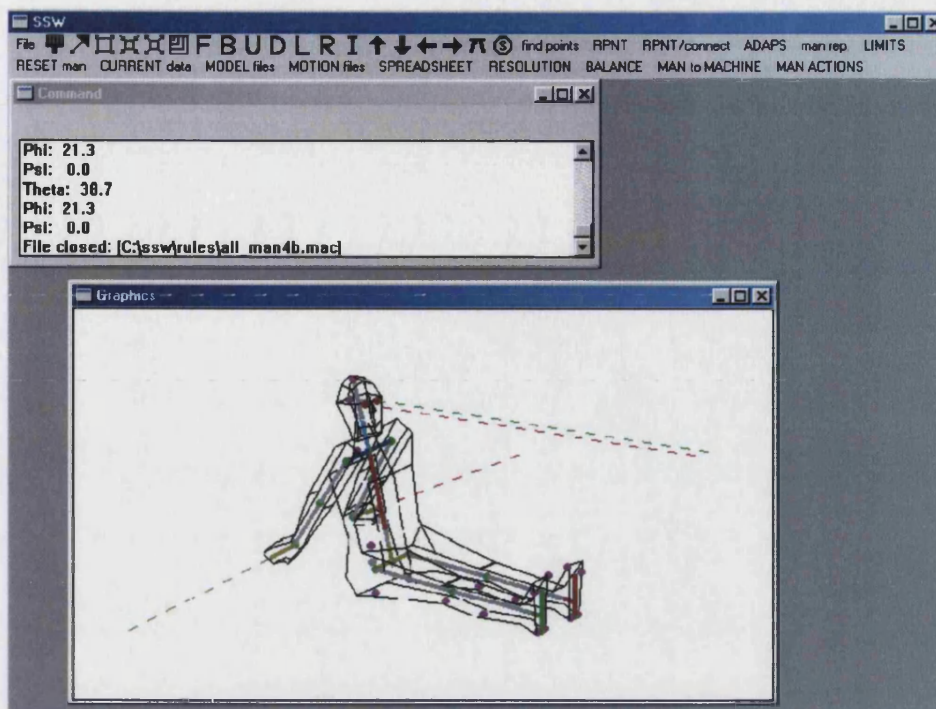 SSW
File F B U D L R I find points RPNT RPNT/connect ADAPS man rep LIMITS
RESET man CURRENT data MODEL files MOTION files SPREADSHEET RESOLUTION BALANCE MAN to MACHINE MAN ACTIONS
Command
Phi: 21.3
Psi: 0.0
Theta: 38.7
Phi: 21.3
Psi: 0.0
File closed: [C:\ssw\rules\all_man4b.mac]
Graphics